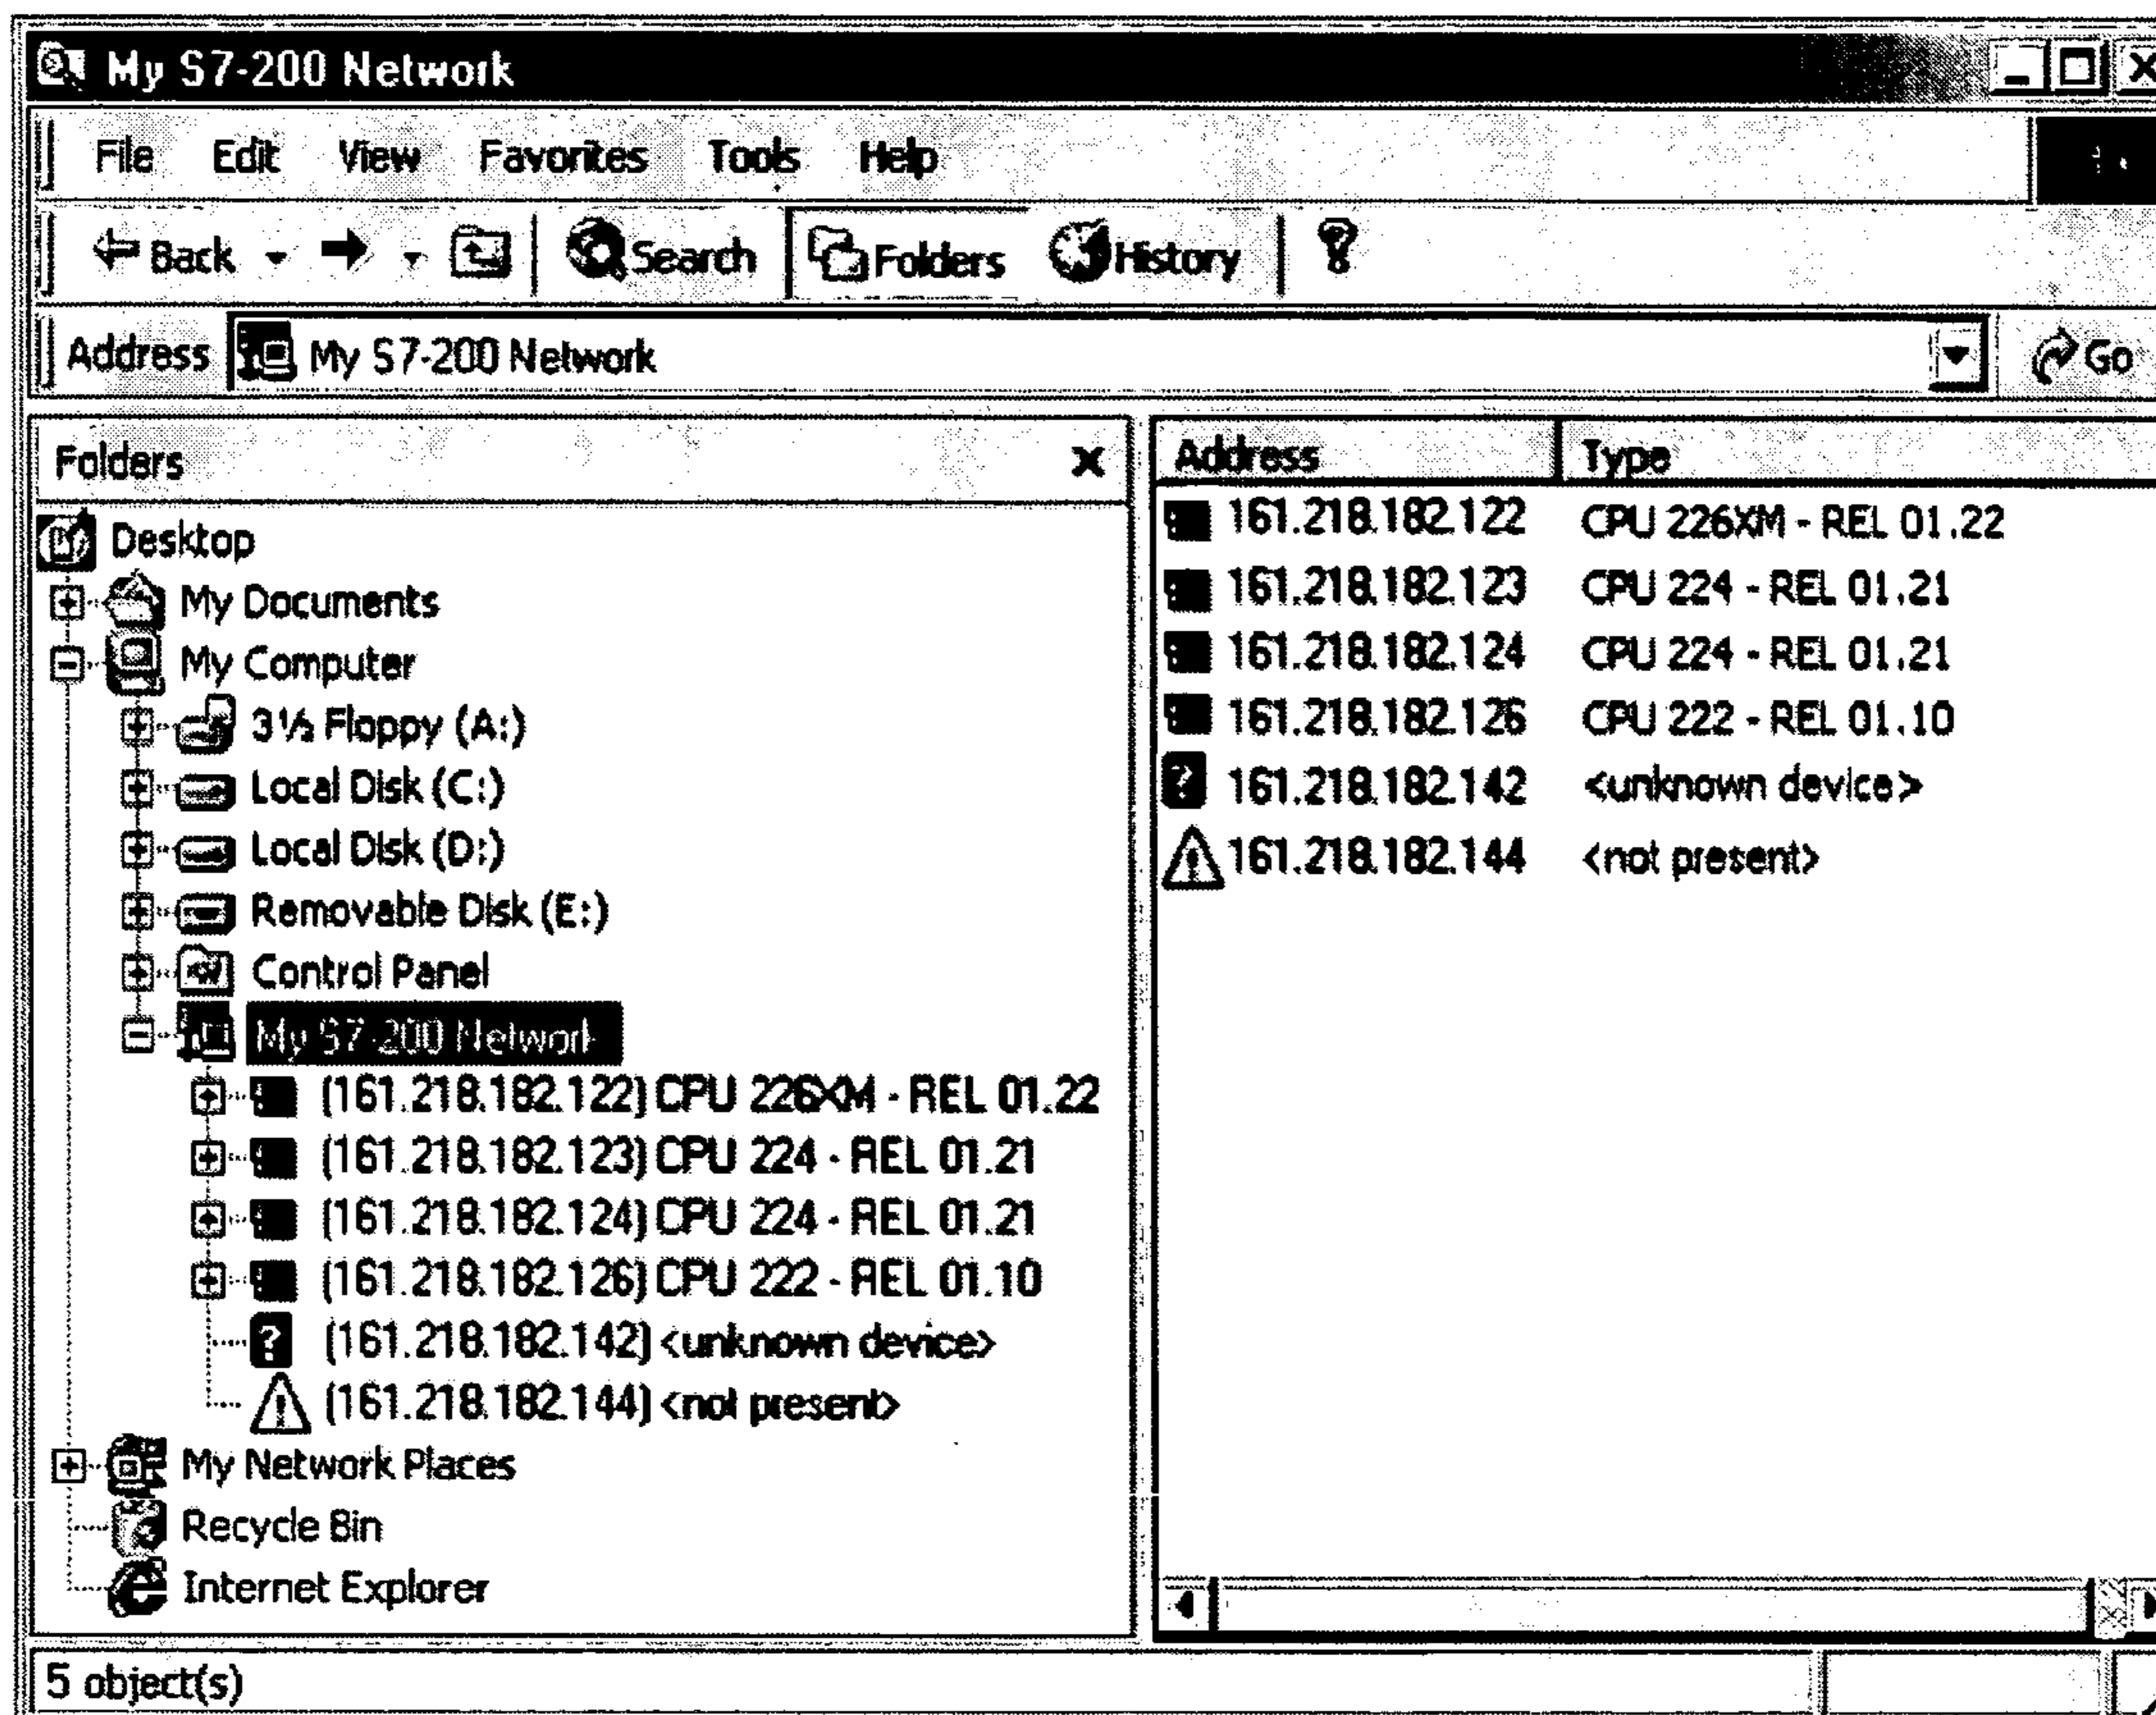 My S7-200 Network
File Edit View Favorites Tools Help
Back Search Folders History
Address My S7-200 Network Go
Folders
Desktop
My Documents
My Computer
3½ Floppy (A:)
Local Disk (C:)
Local Disk (D:)
Removable Disk (E:)
Control Panel
My S7-200 Network
(161.218.182.122) CPU 226XM - REL 01.22
(161.218.182.123) CPU 224 - REL 01.21
(161.218.182.124) CPU 224 - REL 01.21
(161.218.182.126) CPU 222 - REL 01.10
(161.218.182.142) <unknown device>
(161.218.182.144) <not present>
My Network Places
Recycle Bin
Internet Explorer
Address Type
161.218.182.122 CPU 226XM - REL 01.22
161.218.182.123 CPU 224 - REL 01.21
161.218.182.124 CPU 224 - REL 01.21
161.218.182.126 CPU 222 - REL 01.10
161.218.182.142 <unknown device>
161.218.182.144 <not present>
5 object(s)